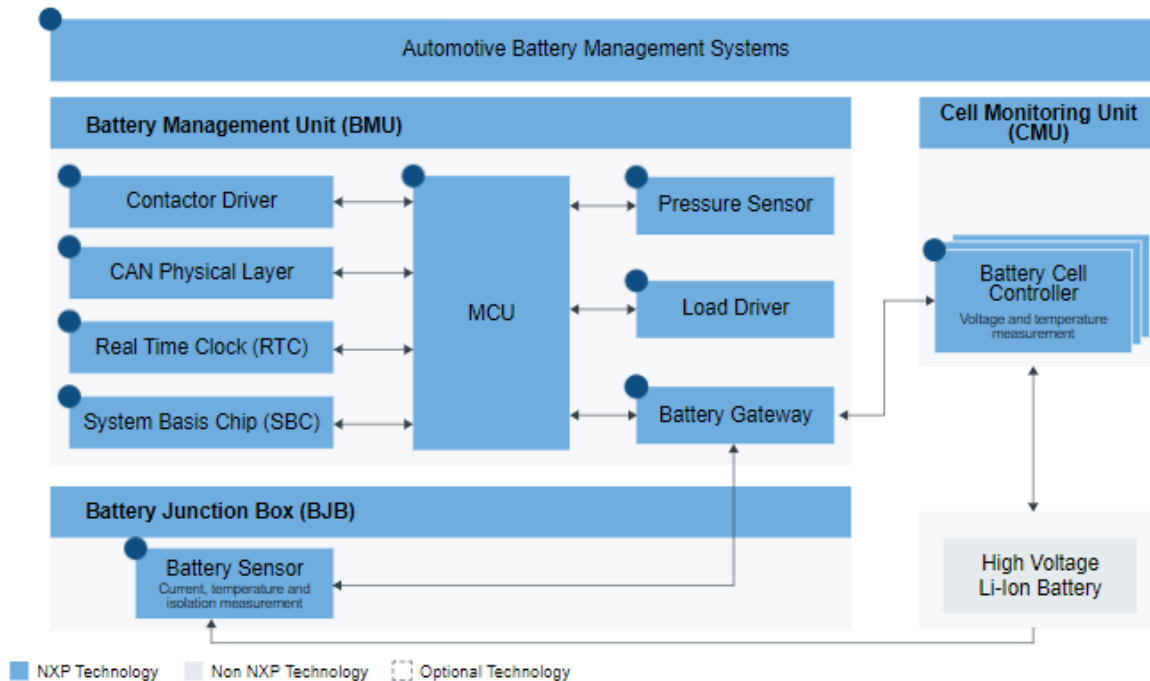 Automotive Battery Management Systems
Battery Management Unit (BMU)
Contactor Driver
CAN Physical Layer
Real Time Clock (RTC)
System Basis Chip (SBC)
MCU
Pressure Sensor
Load Driver
Battery Gateway
Cell Monitoring Unit
(CMU)
Battery Cell
Controller
Voltage and temperature
measurement
Battery Junction Box (BJB)
Battery Sensor
Current, temperature and
isolation measurement
High Voltage
Li-Ion Battery
NXP Technology
Non NXP Technology
Optional Technology